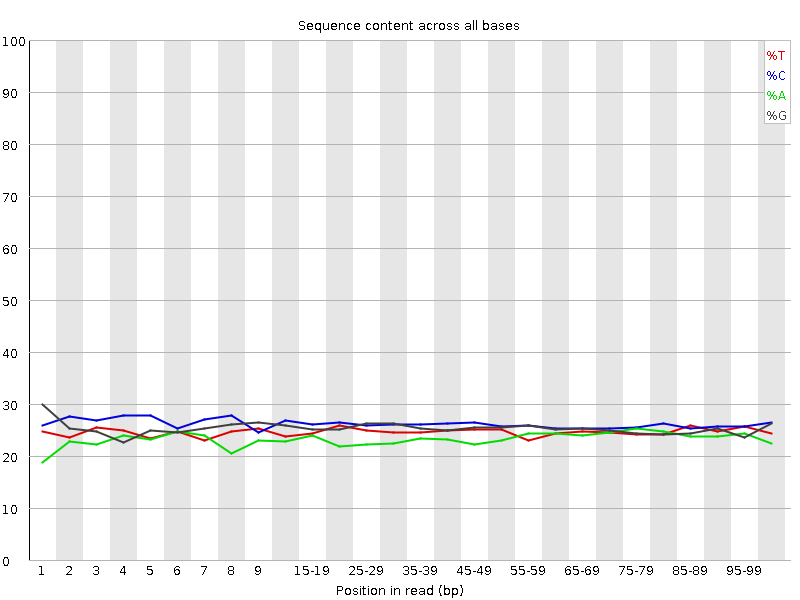 Sequence content across all bases
100
90
80
70
60
50
40
30
20
10
0
%T
%C
%A
%G
1 2 3 4 5 6 7 8 9 15-19 25-29 35-39 45-49 55-59 65-69 75-79 85-89 95-99
Position in read (bp)